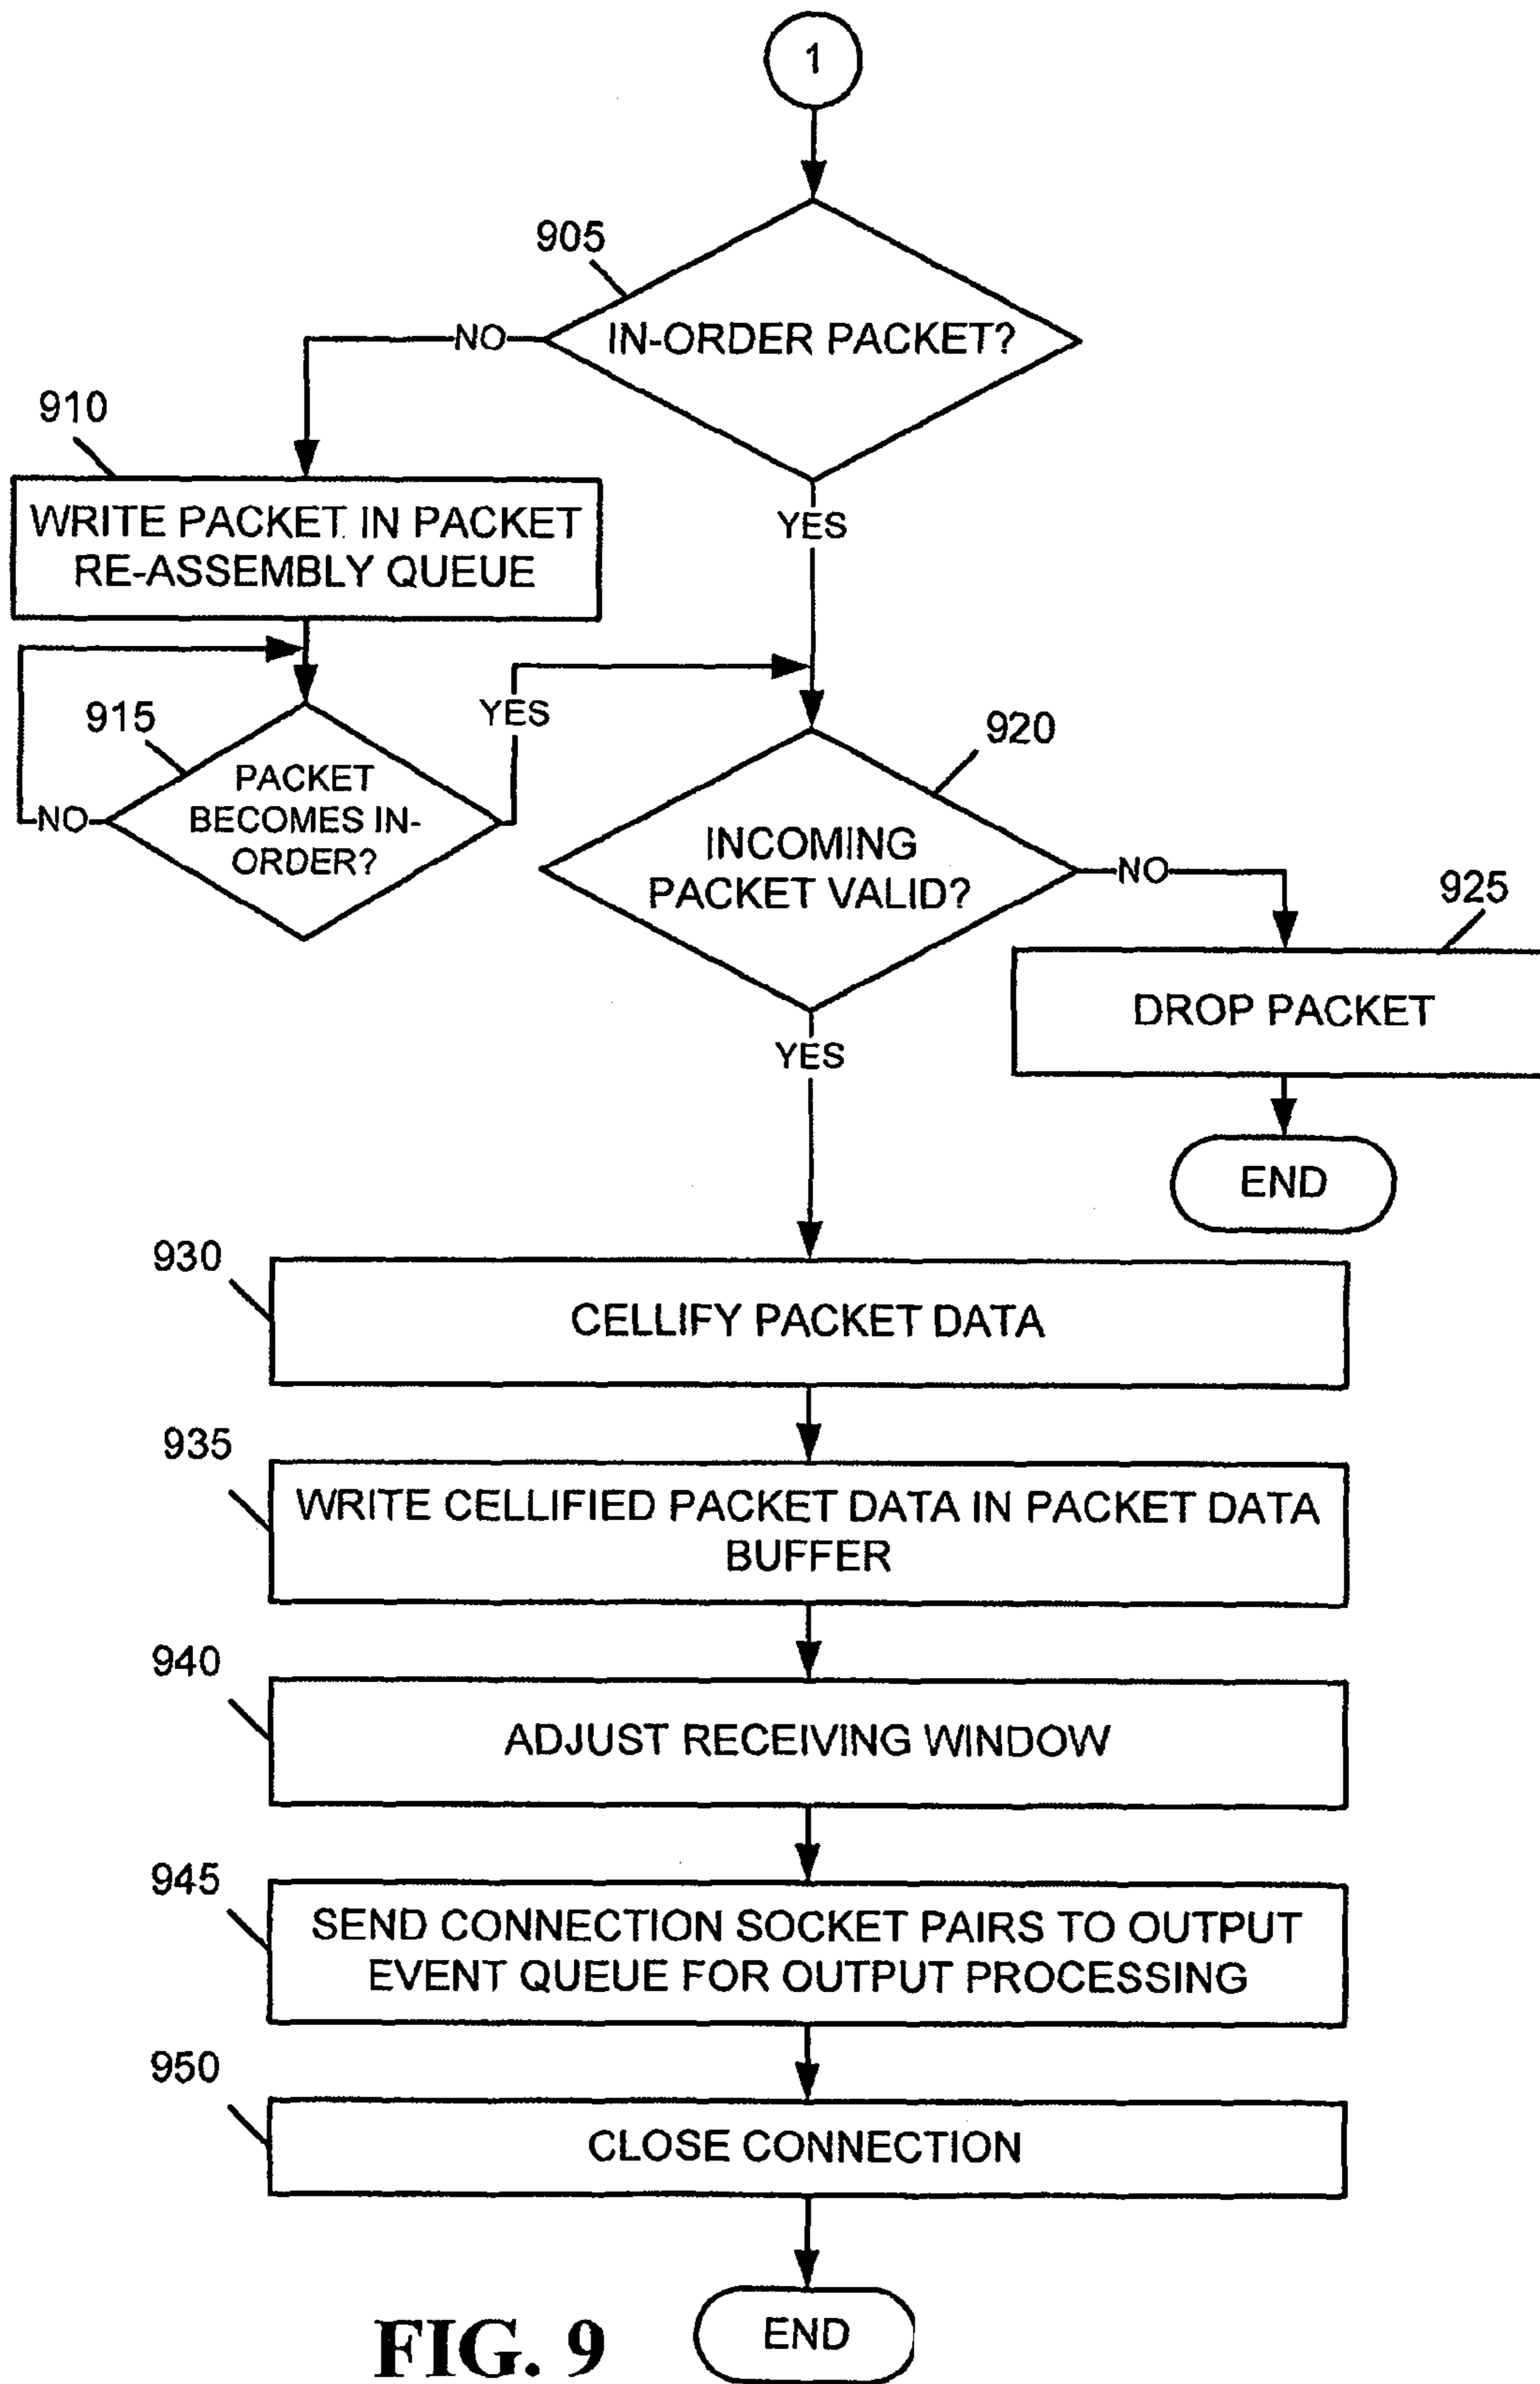 1
905
IN-ORDER PACKET?
NO
910
WRITE PACKET IN PACKET
RE-ASSEMBLY QUEUE
YES
915
PACKET
BECOMES IN-
ORDER?
NO
YES
920
INCOMING
PACKET VALID?
NO
925
DROP PACKET
END
YES
930
CELLIFY PACKET DATA
935
WRITE CELLIFIED PACKET DATA IN PACKET DATA
BUFFER
940
ADJUST RECEIVING WINDOW
945
SEND CONNECTION SOCKET PAIRS TO OUTPUT
EVENT QUEUE FOR OUTPUT PROCESSING
950
CLOSE CONNECTION
END
FIG. 9